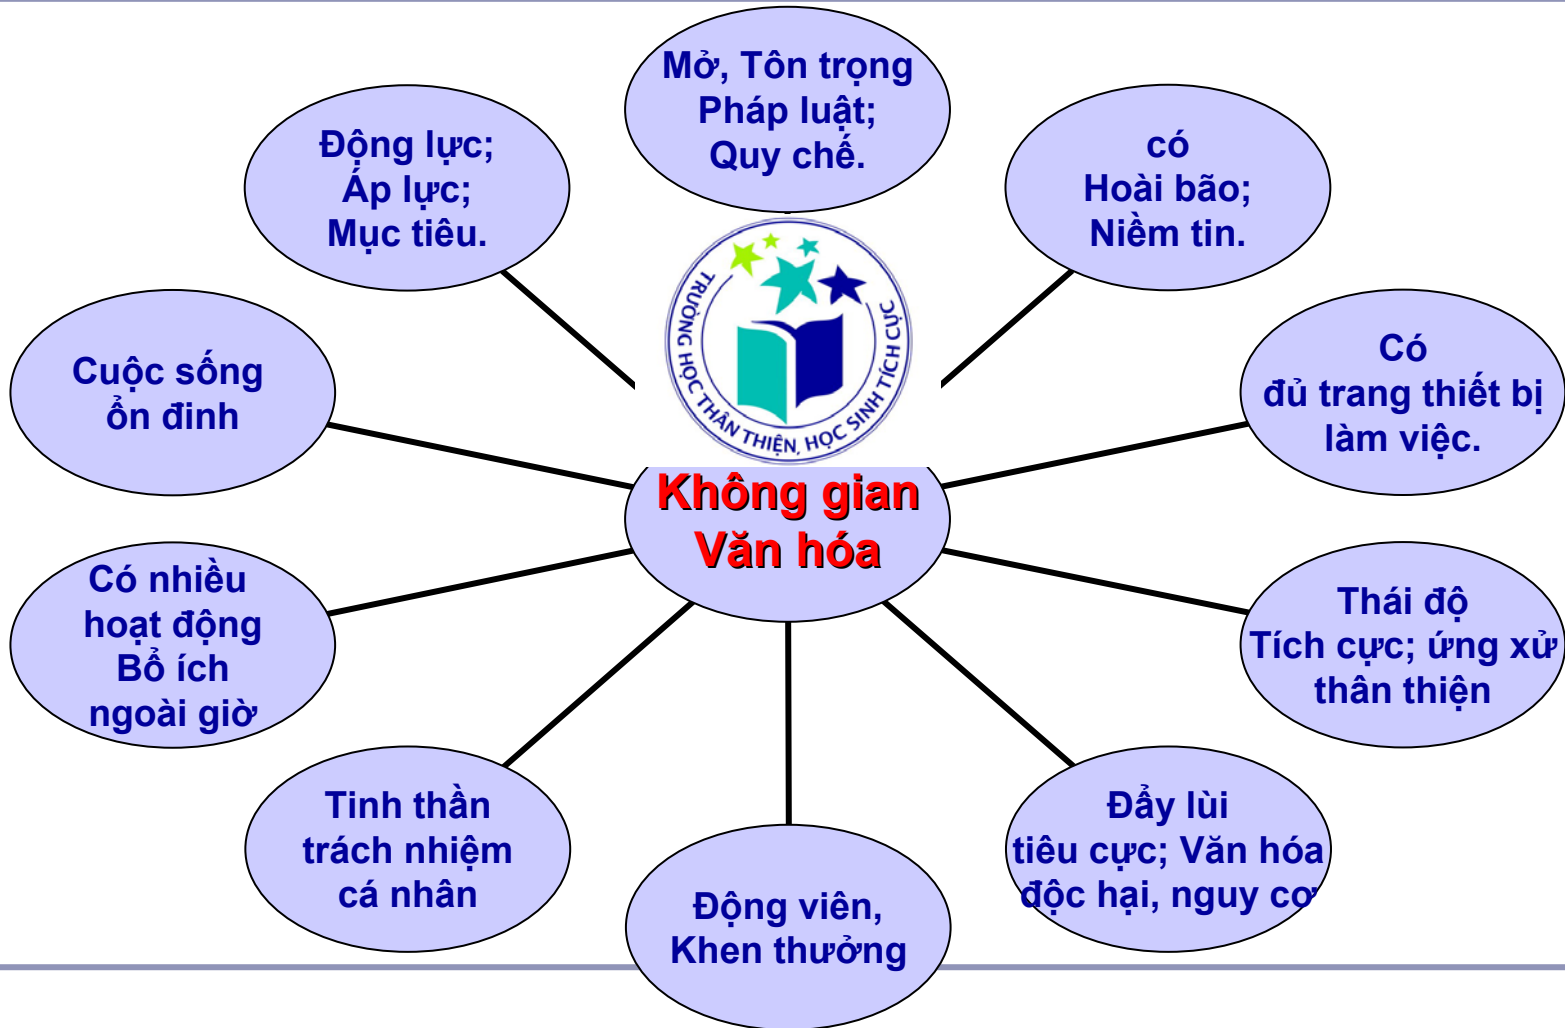 Mở, Tôn trọng
Pháp luật;
Quy chế.
Động lực;
Áp lực;
Mục tiêu.
có
Hoài bão;
Niềm tin.
TRƯỜNG HỌC THÂN THIỆN, HỌC SINH TÍCH CỰC
Cuộc sống
ổn đinh
Có
đủ trang thiết bị
làm việc.
Không gian
Văn hóa
Có nhiều
hoạt động
Bổ ích
ngoài giờ
Thái độ
Tích cực; ứng xử
thân thiện
Tinh thần
trách nhiệm
cá nhân
Động viên,
Khen thưởng
Đẩy lùi
tiêu cực; Văn hóa
độc hại, nguy cơ